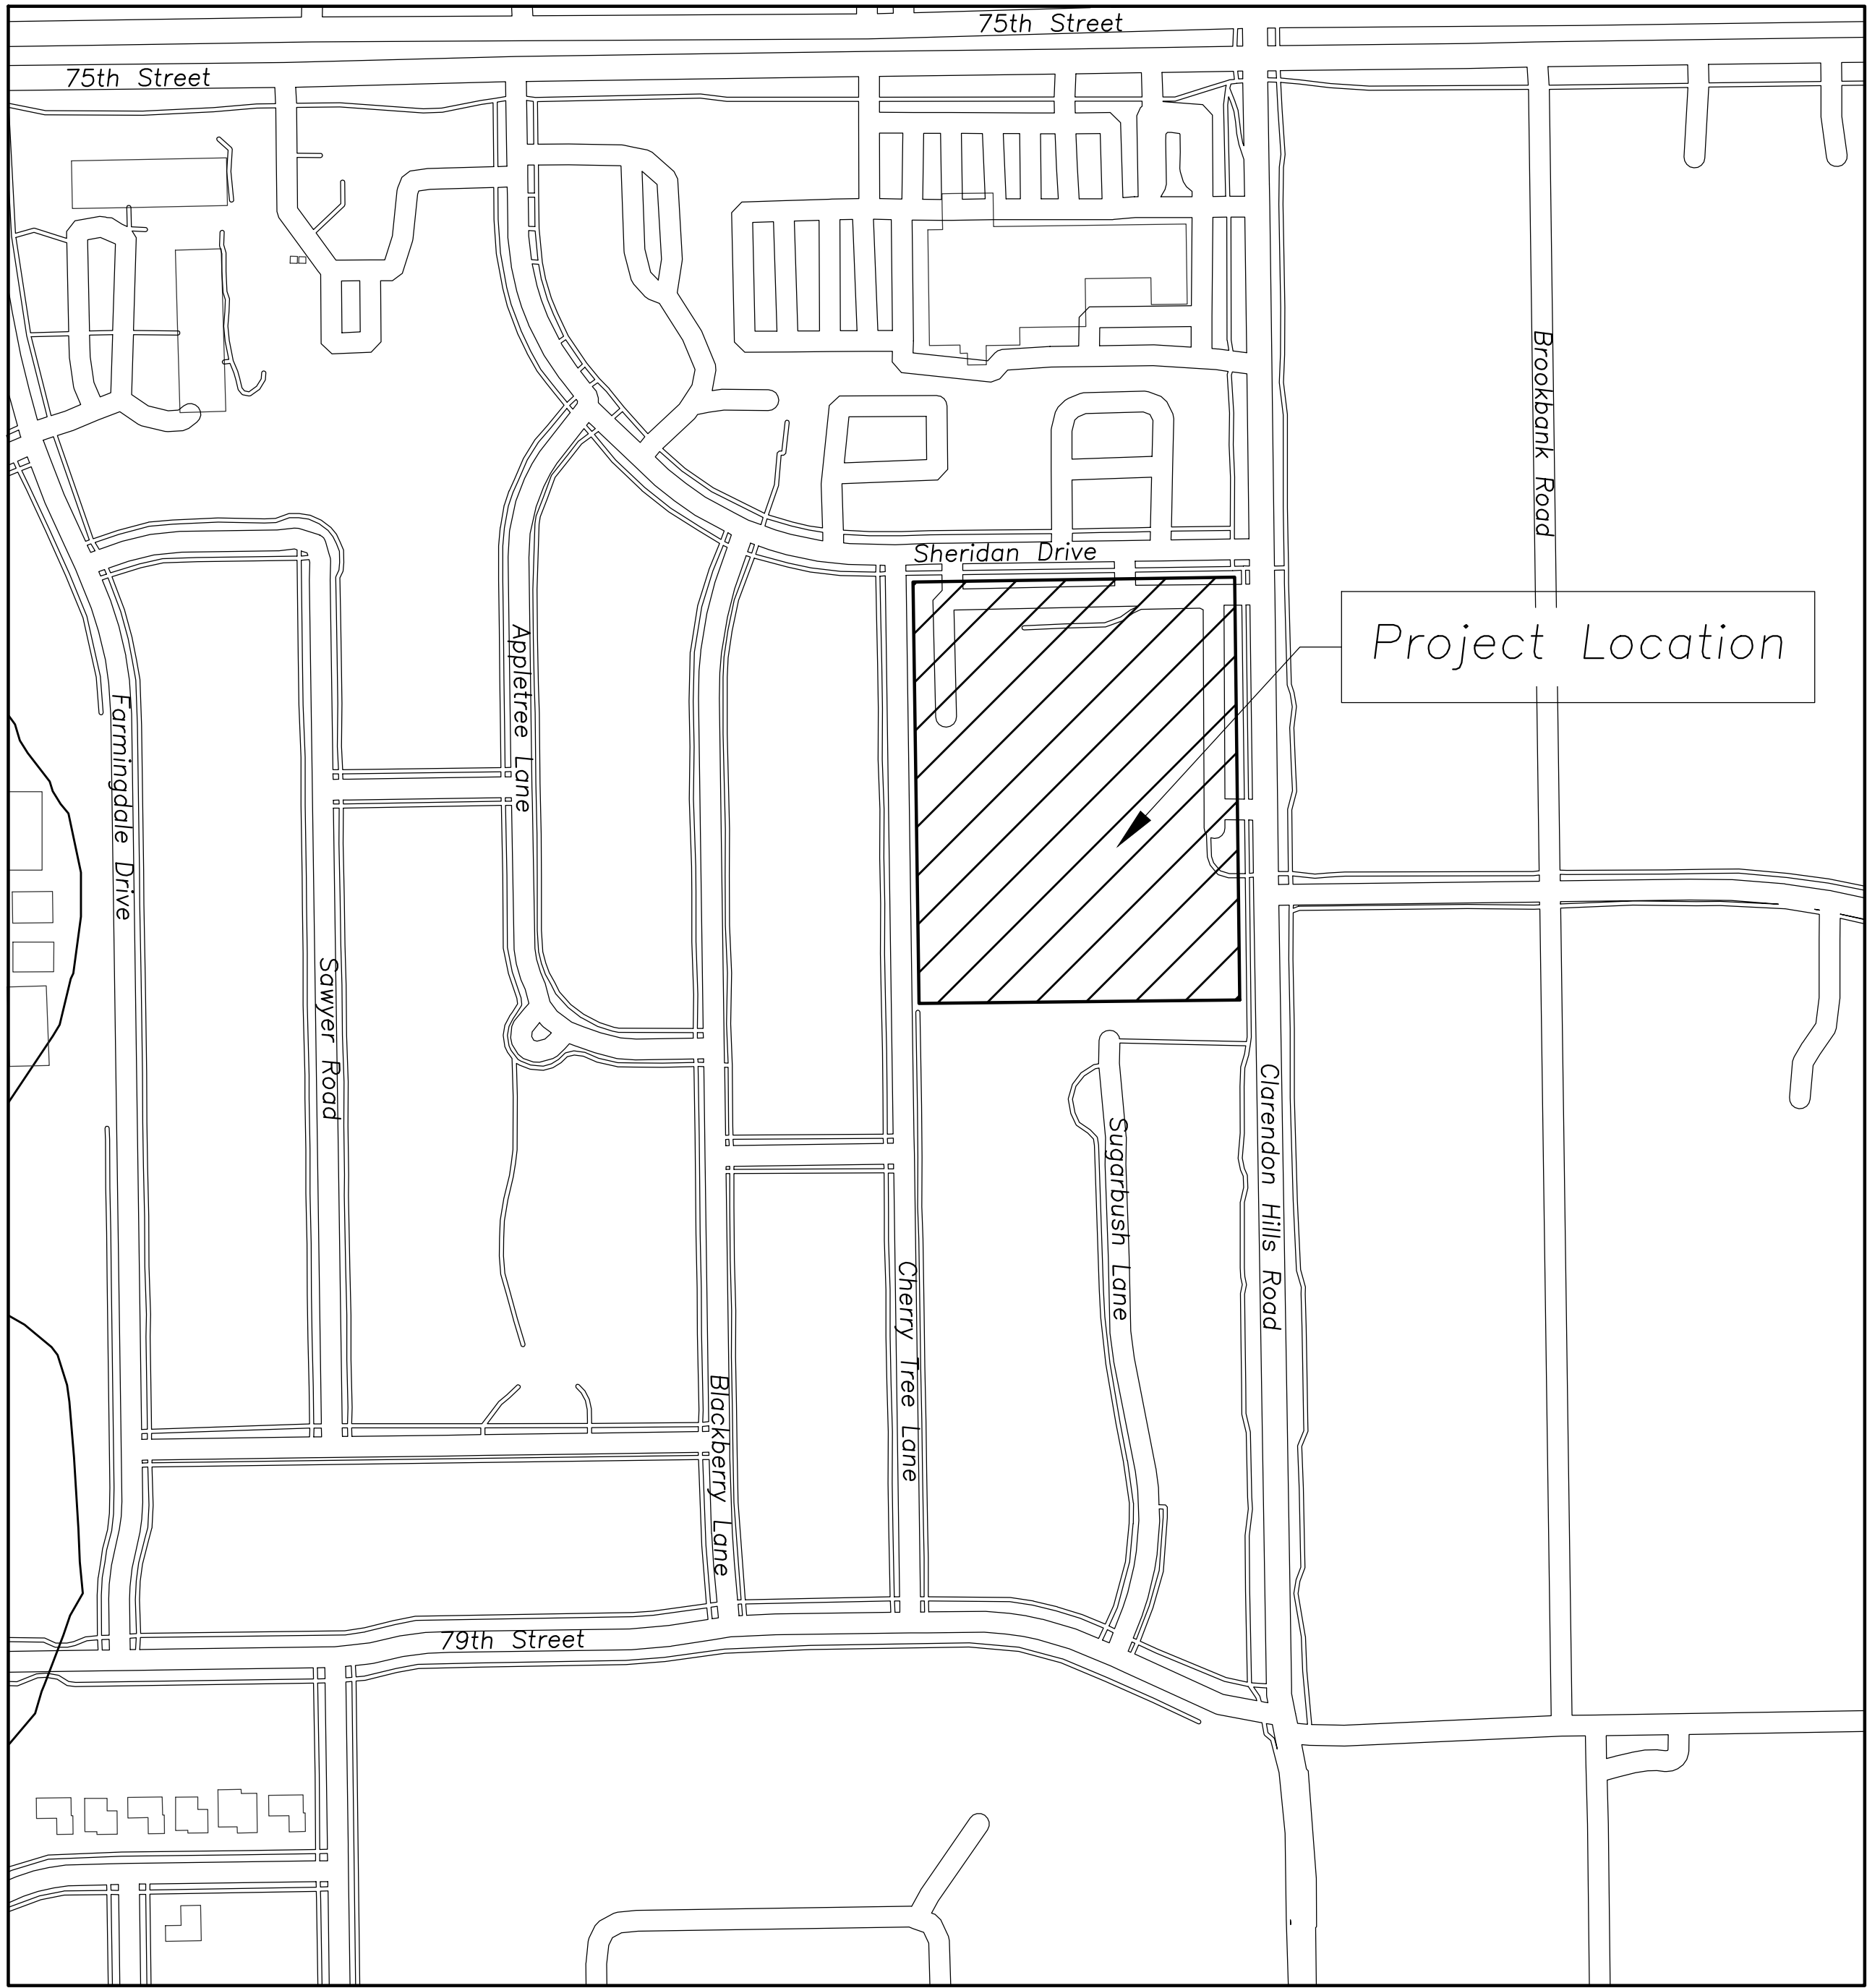 75th Street
75th Street
Brookbank Road
Sheridan Drive
Project Location
Appletree Lane
Farmingdale Drive
Sawyer Road
Clarendon Hills Road
Sugarbush Lane
Cherry Tree Lane
Blackberry Lane
79th Street